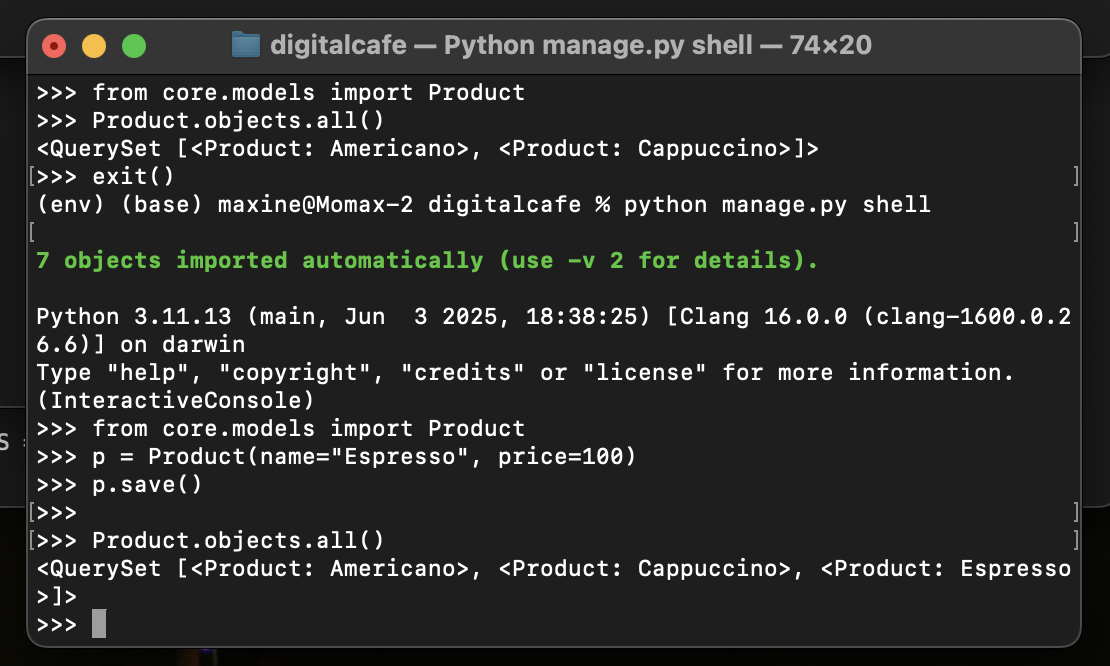 digitalcafe — Python manage.py shell — 74×20
>>> from core.models import Product
>>> Product.objects.all()
<QuerySet [<Product: Americano>, <Product: Cappuccino>]>
[>>> exit() ]
(env) (base) maxine@Momax-2 digitalcafe % python manage.py shell
[ ]
7 objects imported automatically (use -v 2 for details).
Python 3.11.13 (main, Jun  3 2025, 18:38:25) [Clang 16.0.0 (clang-1600.0.2
6.6)] on darwin
Type "help", "copyright", "credits" or "license" for more information.
(InteractiveConsole)
>>> from core.models import Product
>>> p = Product(name="Espresso", price=100)
>>> p.save()
[>>> ]
[>>> Product.objects.all() ]
<QuerySet [<Product: Americano>, <Product: Cappuccino>, <Product: Espresso
>]>
>>>